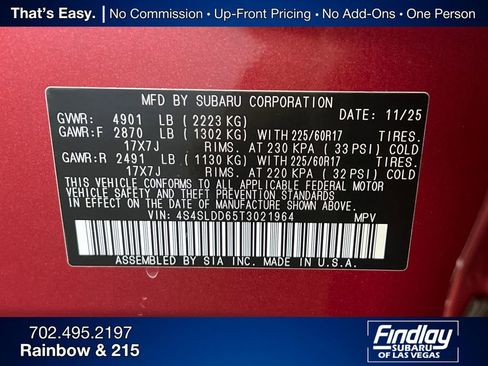 That's Easy. | No Commission - Up-Front Pricing - No Add-Ons - One Person
MFD BY SUBARU CORPORATION
GVWR: 4901 LB (2223 KG) DATE: 11/25
GAWR:F 2870 LB (1302 KG) WITH 225/60R17 TIRES.
17X7J RIMS. AT 230 KPA (33 PSI) COLD
GAWR:R 2491 LB (1130 KG) WITH 225/60R17 TIRES.
17X7J RIMS. AT 220 KPA (32 PSI) COLD
THIS VEHICLE CONFORMS TO ALL APPLICABLE FEDERAL MOTOR
VEHICLE SAFETY AND THEFT PREVENTION STANDARDS
IN EFFECT ON THE DATE OF MANUFACTURE SHOWN ABOVE.
VIN: 4S4SLDD65T3021964 MPV
ASSEMBLED BY SIA INC. MADE IN U.S.A.
702.495.2197
Rainbow & 215
Findlay
SUBARU
OF LAS VEGAS